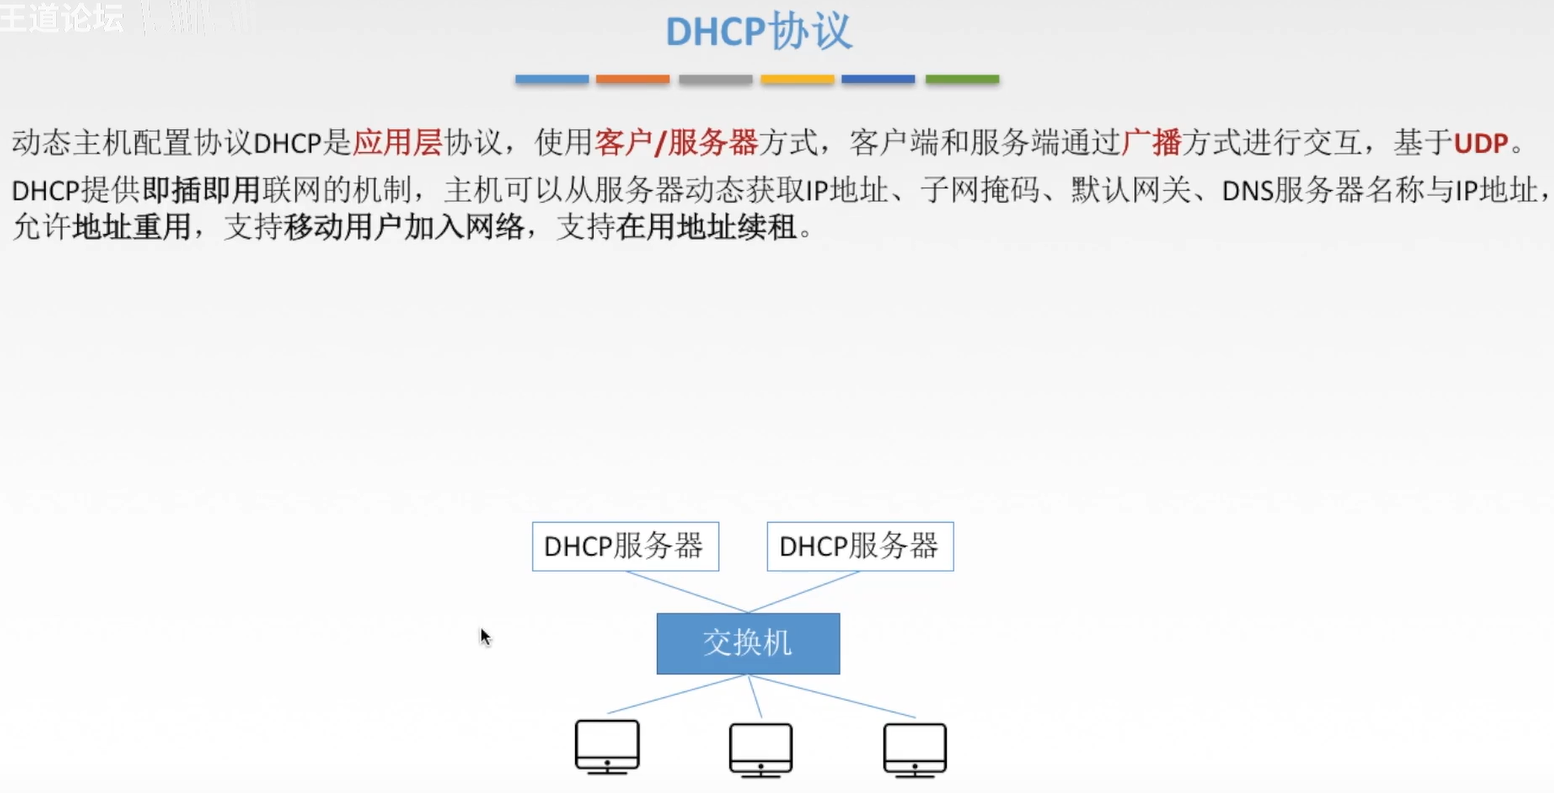 王道论坛
DHCP协议
动态主机配置协议DHCP是应用层协议，使用客户/服务器方式，客户端和服务端通过广播方式进行交互，基于UDP。
DHCP提供即插即用联网的机制，主机可以从服务器动态获取IP地址、子网掩码、默认网关、DNS服务器名称与IP地址，
允许地址重用，支持移动用户加入网络，支持在用地址续租。
DHCP服务器
DHCP服务器
交换机